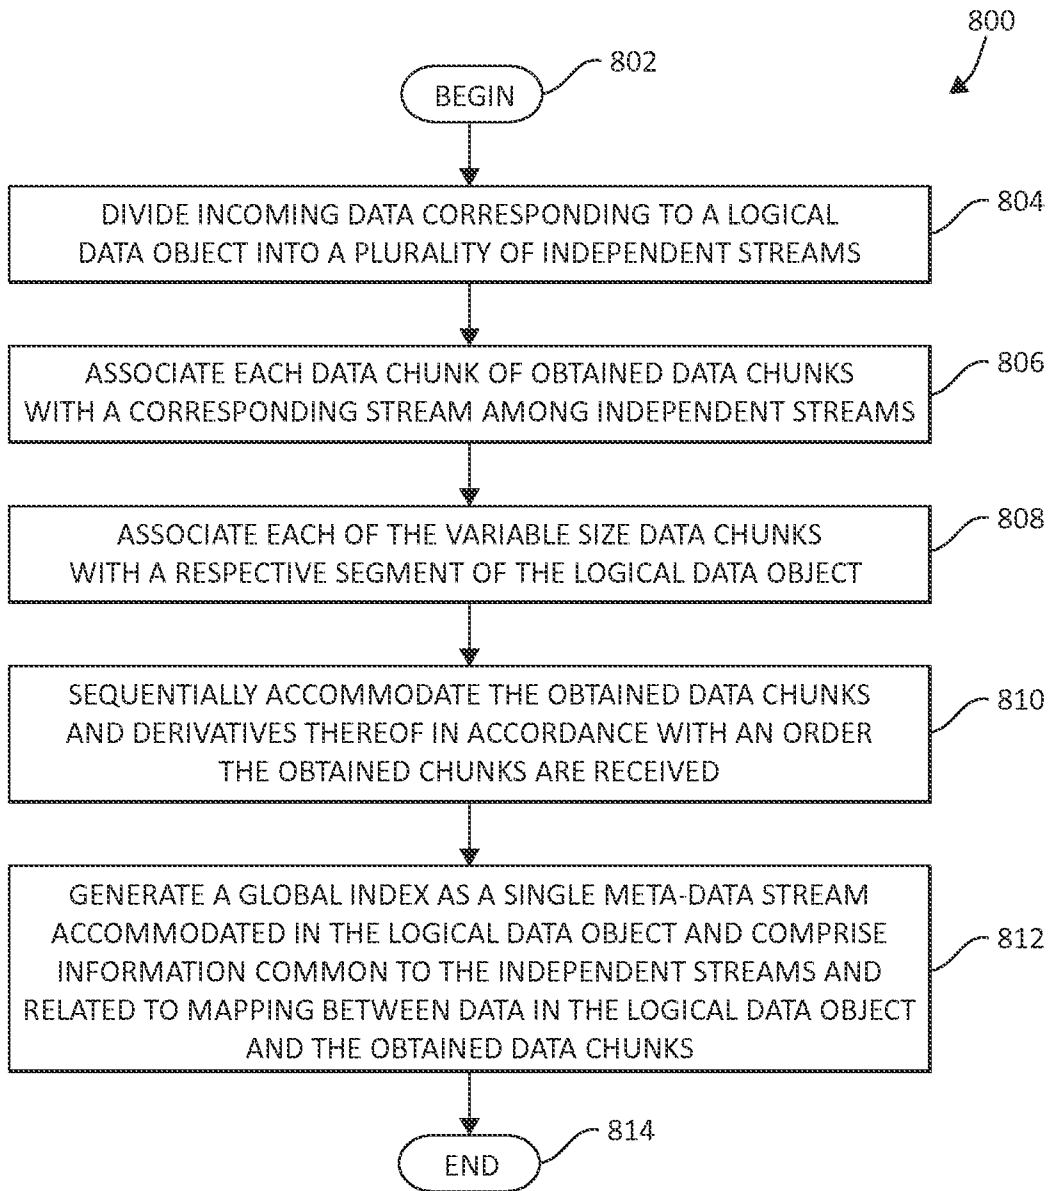 800
802
BEGIN
804
DIVIDE INCOMING DATA CORRESPONDING TO A LOGICAL
DATA OBJECT INTO A PLURALITY OF INDEPENDENT STREAMS
806
ASSOCIATE EACH DATA CHUNK OF OBTAINED DATA CHUNKS
WITH A CORRESPONDING STREAM AMONG INDEPENDENT STREAMS
808
ASSOCIATE EACH OF THE VARIABLE SIZE DATA CHUNKS
WITH A RESPECTIVE SEGMENT OF THE LOGICAL DATA OBJECT
810
SEQUENTIALLY ACCOMMODATE THE OBTAINED DATA CHUNKS
AND DERIVATIVES THEREOF IN ACCORDANCE WITH AN ORDER
THE OBTAINED CHUNKS ARE RECEIVED
812
GENERATE A GLOBAL INDEX AS A SINGLE META-DATA STREAM
ACCOMMODATED IN THE LOGICAL DATA OBJECT AND COMPRISE
INFORMATION COMMON TO THE INDEPENDENT STREAMS AND
RELATED TO MAPPING BETWEEN DATA IN THE LOGICAL DATA OBJECT
AND THE OBTAINED DATA CHUNKS
814
END